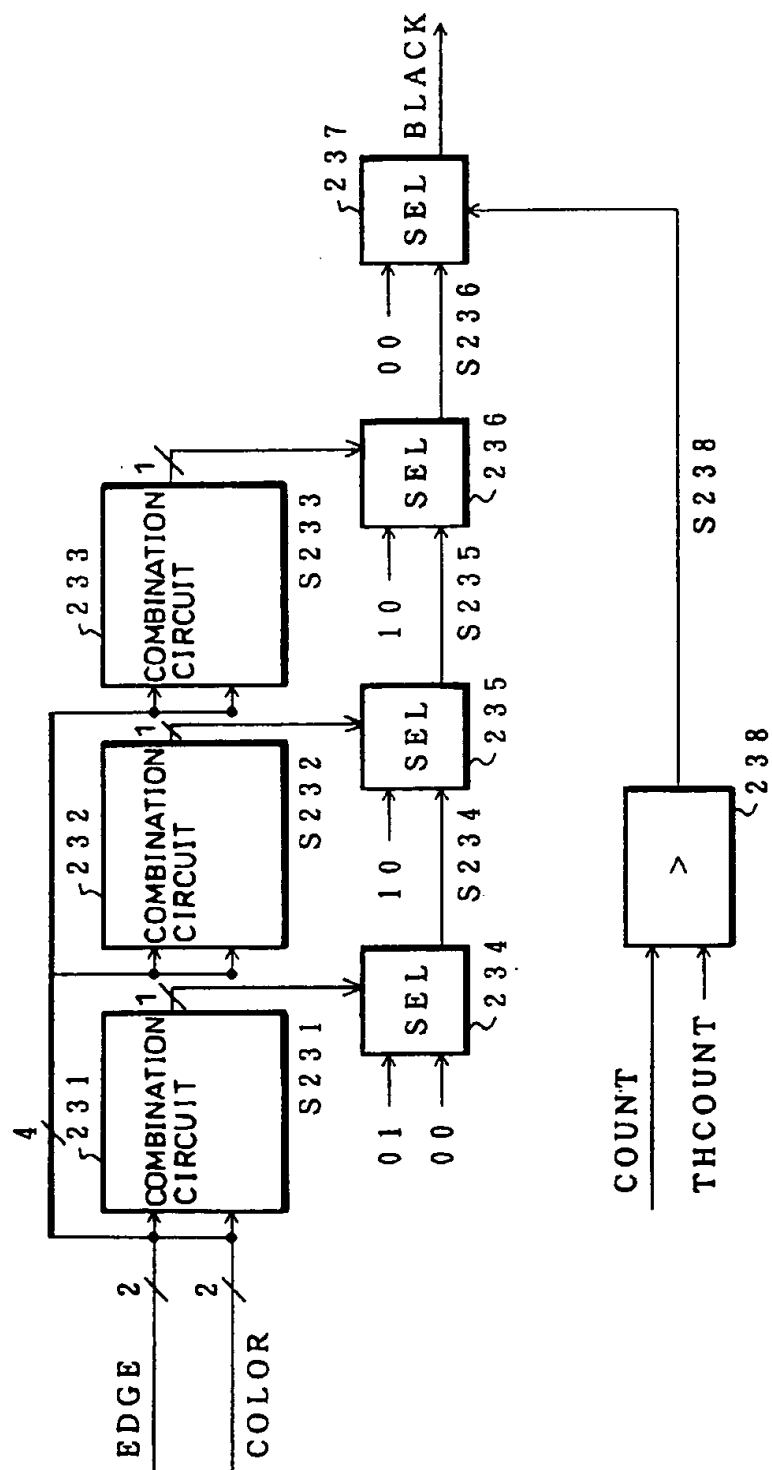 EDGE
COLOR
2
2
4
231
COMBINATION
CIRCUIT
S231
1
232
COMBINATION
CIRCUIT
S232
1
233
COMBINATION
CIRCUIT
S233
1
01
00
SEL
234
S234
10
SEL
235
S235
10
SEL
236
S236
00
SEL
237
BLACK
COUNT
THCOUNT
>
238
S238